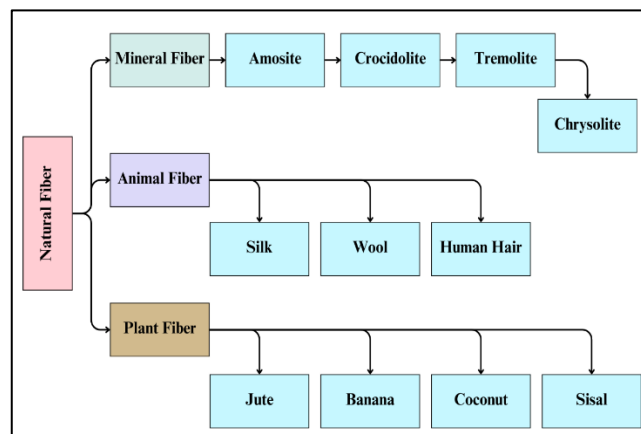 Natural Fiber
Mineral Fiber
Amosite
Crocidolite
Tremolite
Chrysolite
Animal Fiber
Silk
Wool
Human Hair
Plant Fiber
Jute
Banana
Coconut
Sisal